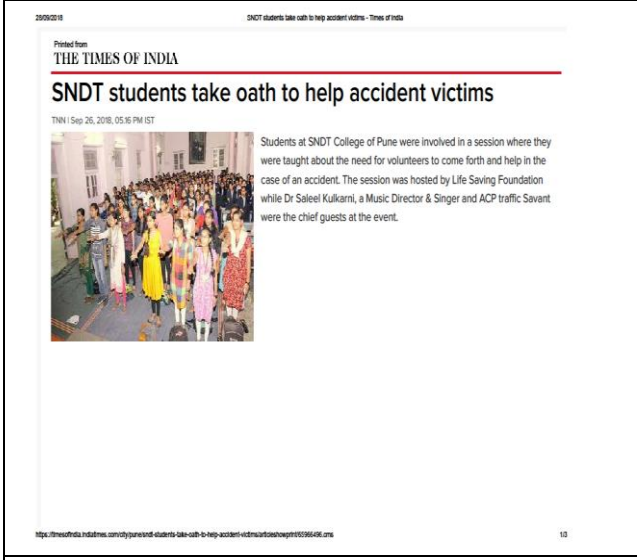 28/09/2018 SNDT students take oath to help accident victims - Times of India
Printed from
THE TIMES OF INDIA
SNDT students take oath to help accident victims
TNN | Sep 26, 2018, 05.16 PM IST
Students at SNDT College of Pune were involved in a session where they
were taught about the need for volunteers to come forth and help in the
case of an accident. The session was hosted by Life Saving Foundation
while Dr Saleel Kulkarni, a Music Director & Singer and ACP traffic Savant
were the chief guests at the event.
https://timesofindia.indiatimes.com/city/pune/sndt-students-take-oath-to-help-accident-victims/articleshowprint/65966496.cms 1/3